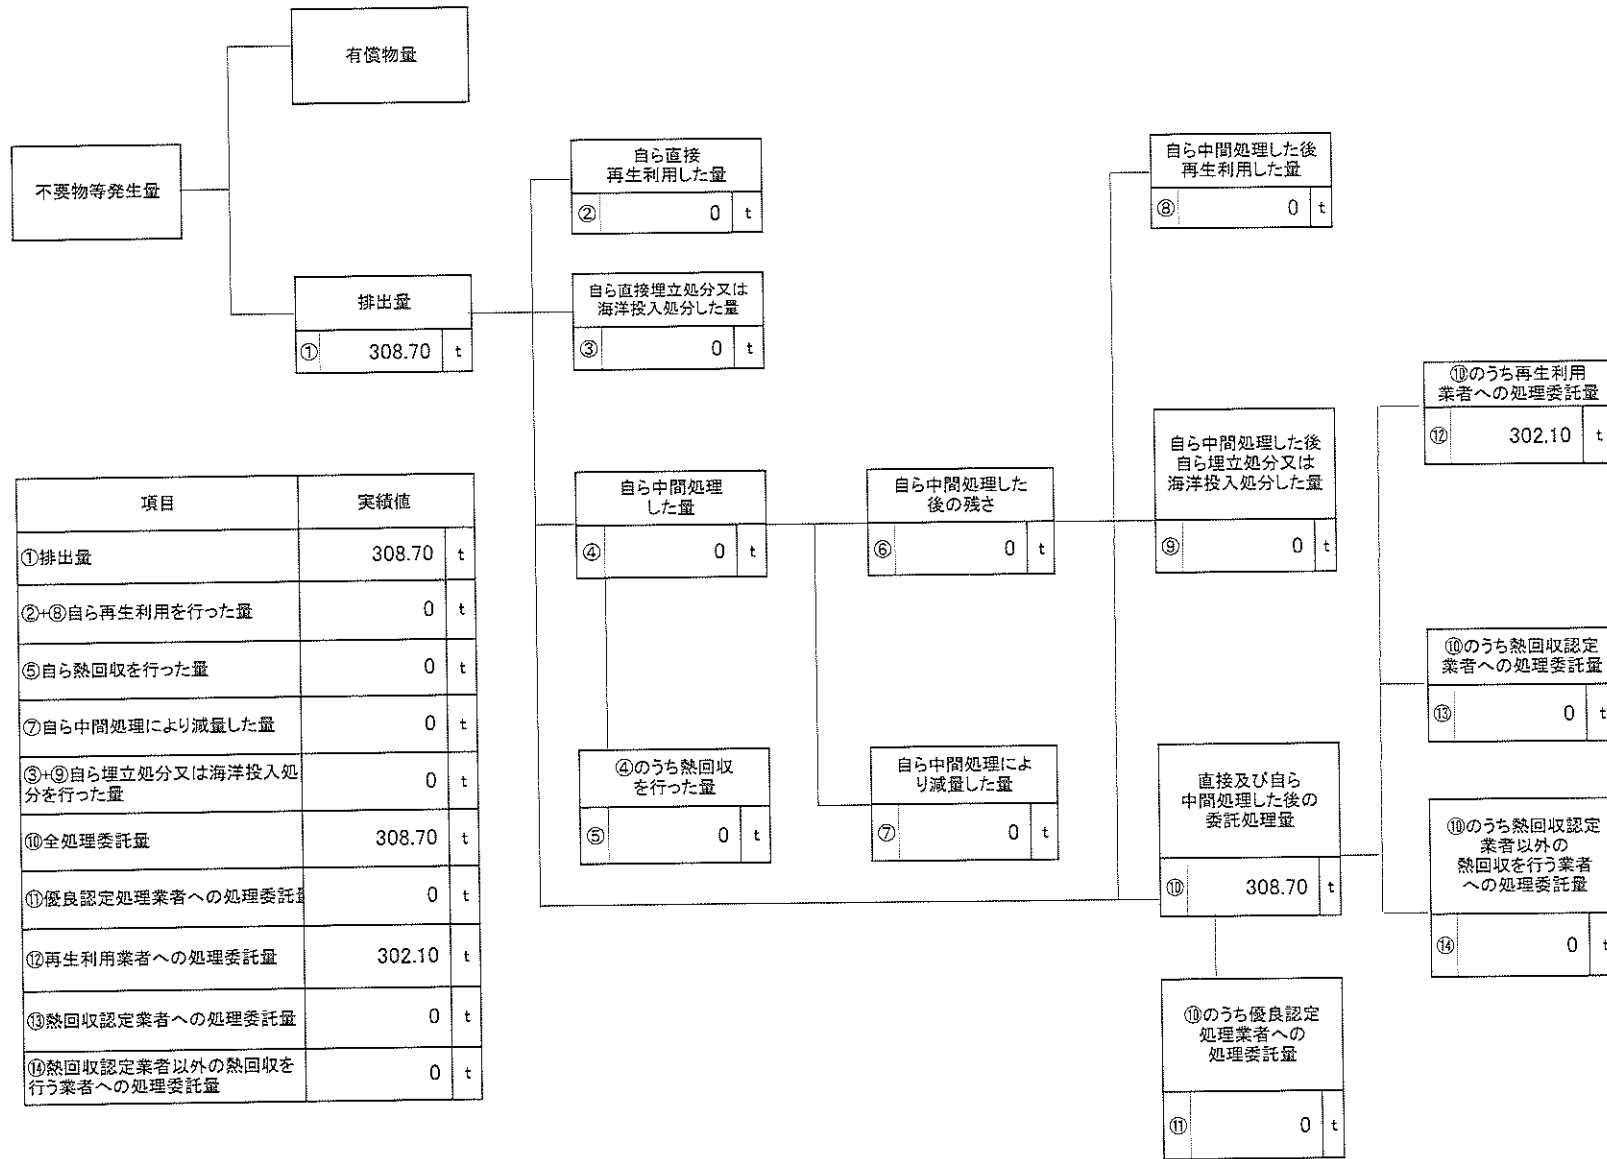 有償物量
不要物等発生量
排出量
① 308.70 t
自ら直接
再生利用した量
② 0 t
自ら直接埋立処分又は
海洋投入処分した量
③ 0 t
自ら中間処理
した量
④ 0 t
④のうち熱回収
を行った量
⑤ 0 t
自ら中間処理した
後の残さ
⑥ 0 t
自ら中間処理によ
り減量した量
⑦ 0 t
自ら中間処理した後
再生利用した量
⑧ 0 t
自ら中間処理した後
自ら埋立処分又は
海洋投入処分した量
⑨ 0 t
直接及び自ら
中間処理した後の
委託処理量
⑩ 308.70 t
⑩のうち優良認定
処理業者への
処理委託量
⑪ 0 t
⑩のうち再生利用
業者への処理委託量
⑫ 302.10 t
⑩のうち熱回収認定
業者への処理委託量
⑬ 0 t
⑩のうち熱回収認定
業者以外の
熱回収を行う業者
への処理委託量
⑭ 0 t
項目 実績値
①排出量 308.70 t
②+⑧自ら再生利用を行った量 0 t
⑤自ら熱回収を行った量 0 t
⑦自ら中間処理により減量した量 0 t
③+⑨自ら埋立処分又は海洋投入処
分を行った量 0 t
⑩全処理委託量 308.70 t
⑪優良認定処理業者への処理委託 0 t
⑫再生利用業者への処理委託量 302.10 t
⑬熱回収認定業者への処理委託量 0 t
⑭熱回収認定業者以外の熱回収を
行う業者への処理委託量 0 t